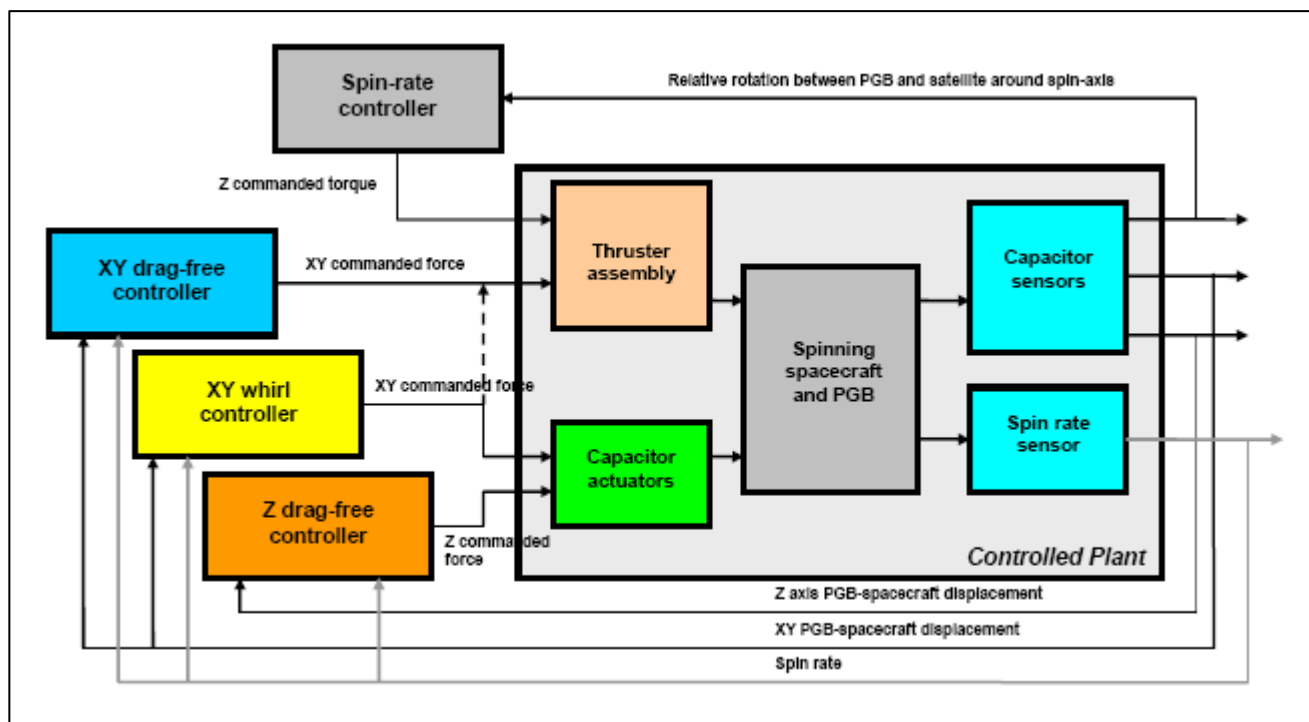 Spin-rate
controller
Relative rotation between PGB and satellite around spin-axis
Z commanded torque
XY drag-free
controller
XY commanded force
Thruster
assembly
Capacitor
sensors
Spinning
spacecraft
and PGB
XY whirl
controller
XY commanded force
Capacitor
actuators
Spin rate
sensor
Z drag-free
controller
Z commanded
force
Controlled Plant
Z axis PGB-spacecraft displacement
XY PGB-spacecraft displacement
Spin rate